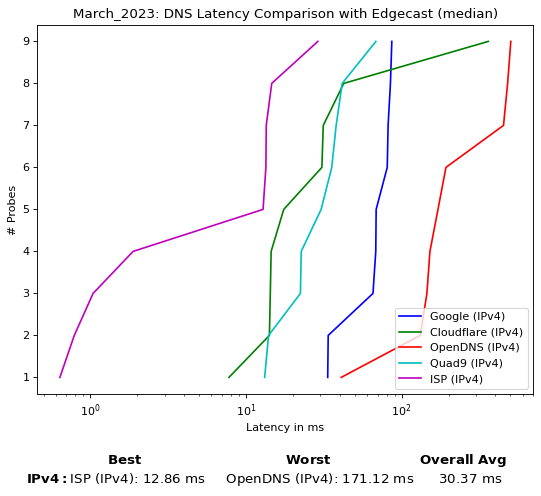 March_2023: DNS Latency Comparison with Edgecast (median)
9
8
7
6
5
4
3
2
1
# Probes
Google (IPv4)
Cloudflare (IPv4)
OpenDNS (IPv4)
Quad9 (IPv4)
ISP (IPv4)
10⁰ 10¹ 10²
Latency in ms
Best Worst Overall Avg
IPv4: ISP (IPv4): 12.86 ms OpenDNS (IPv4): 171.12 ms 30.37 ms